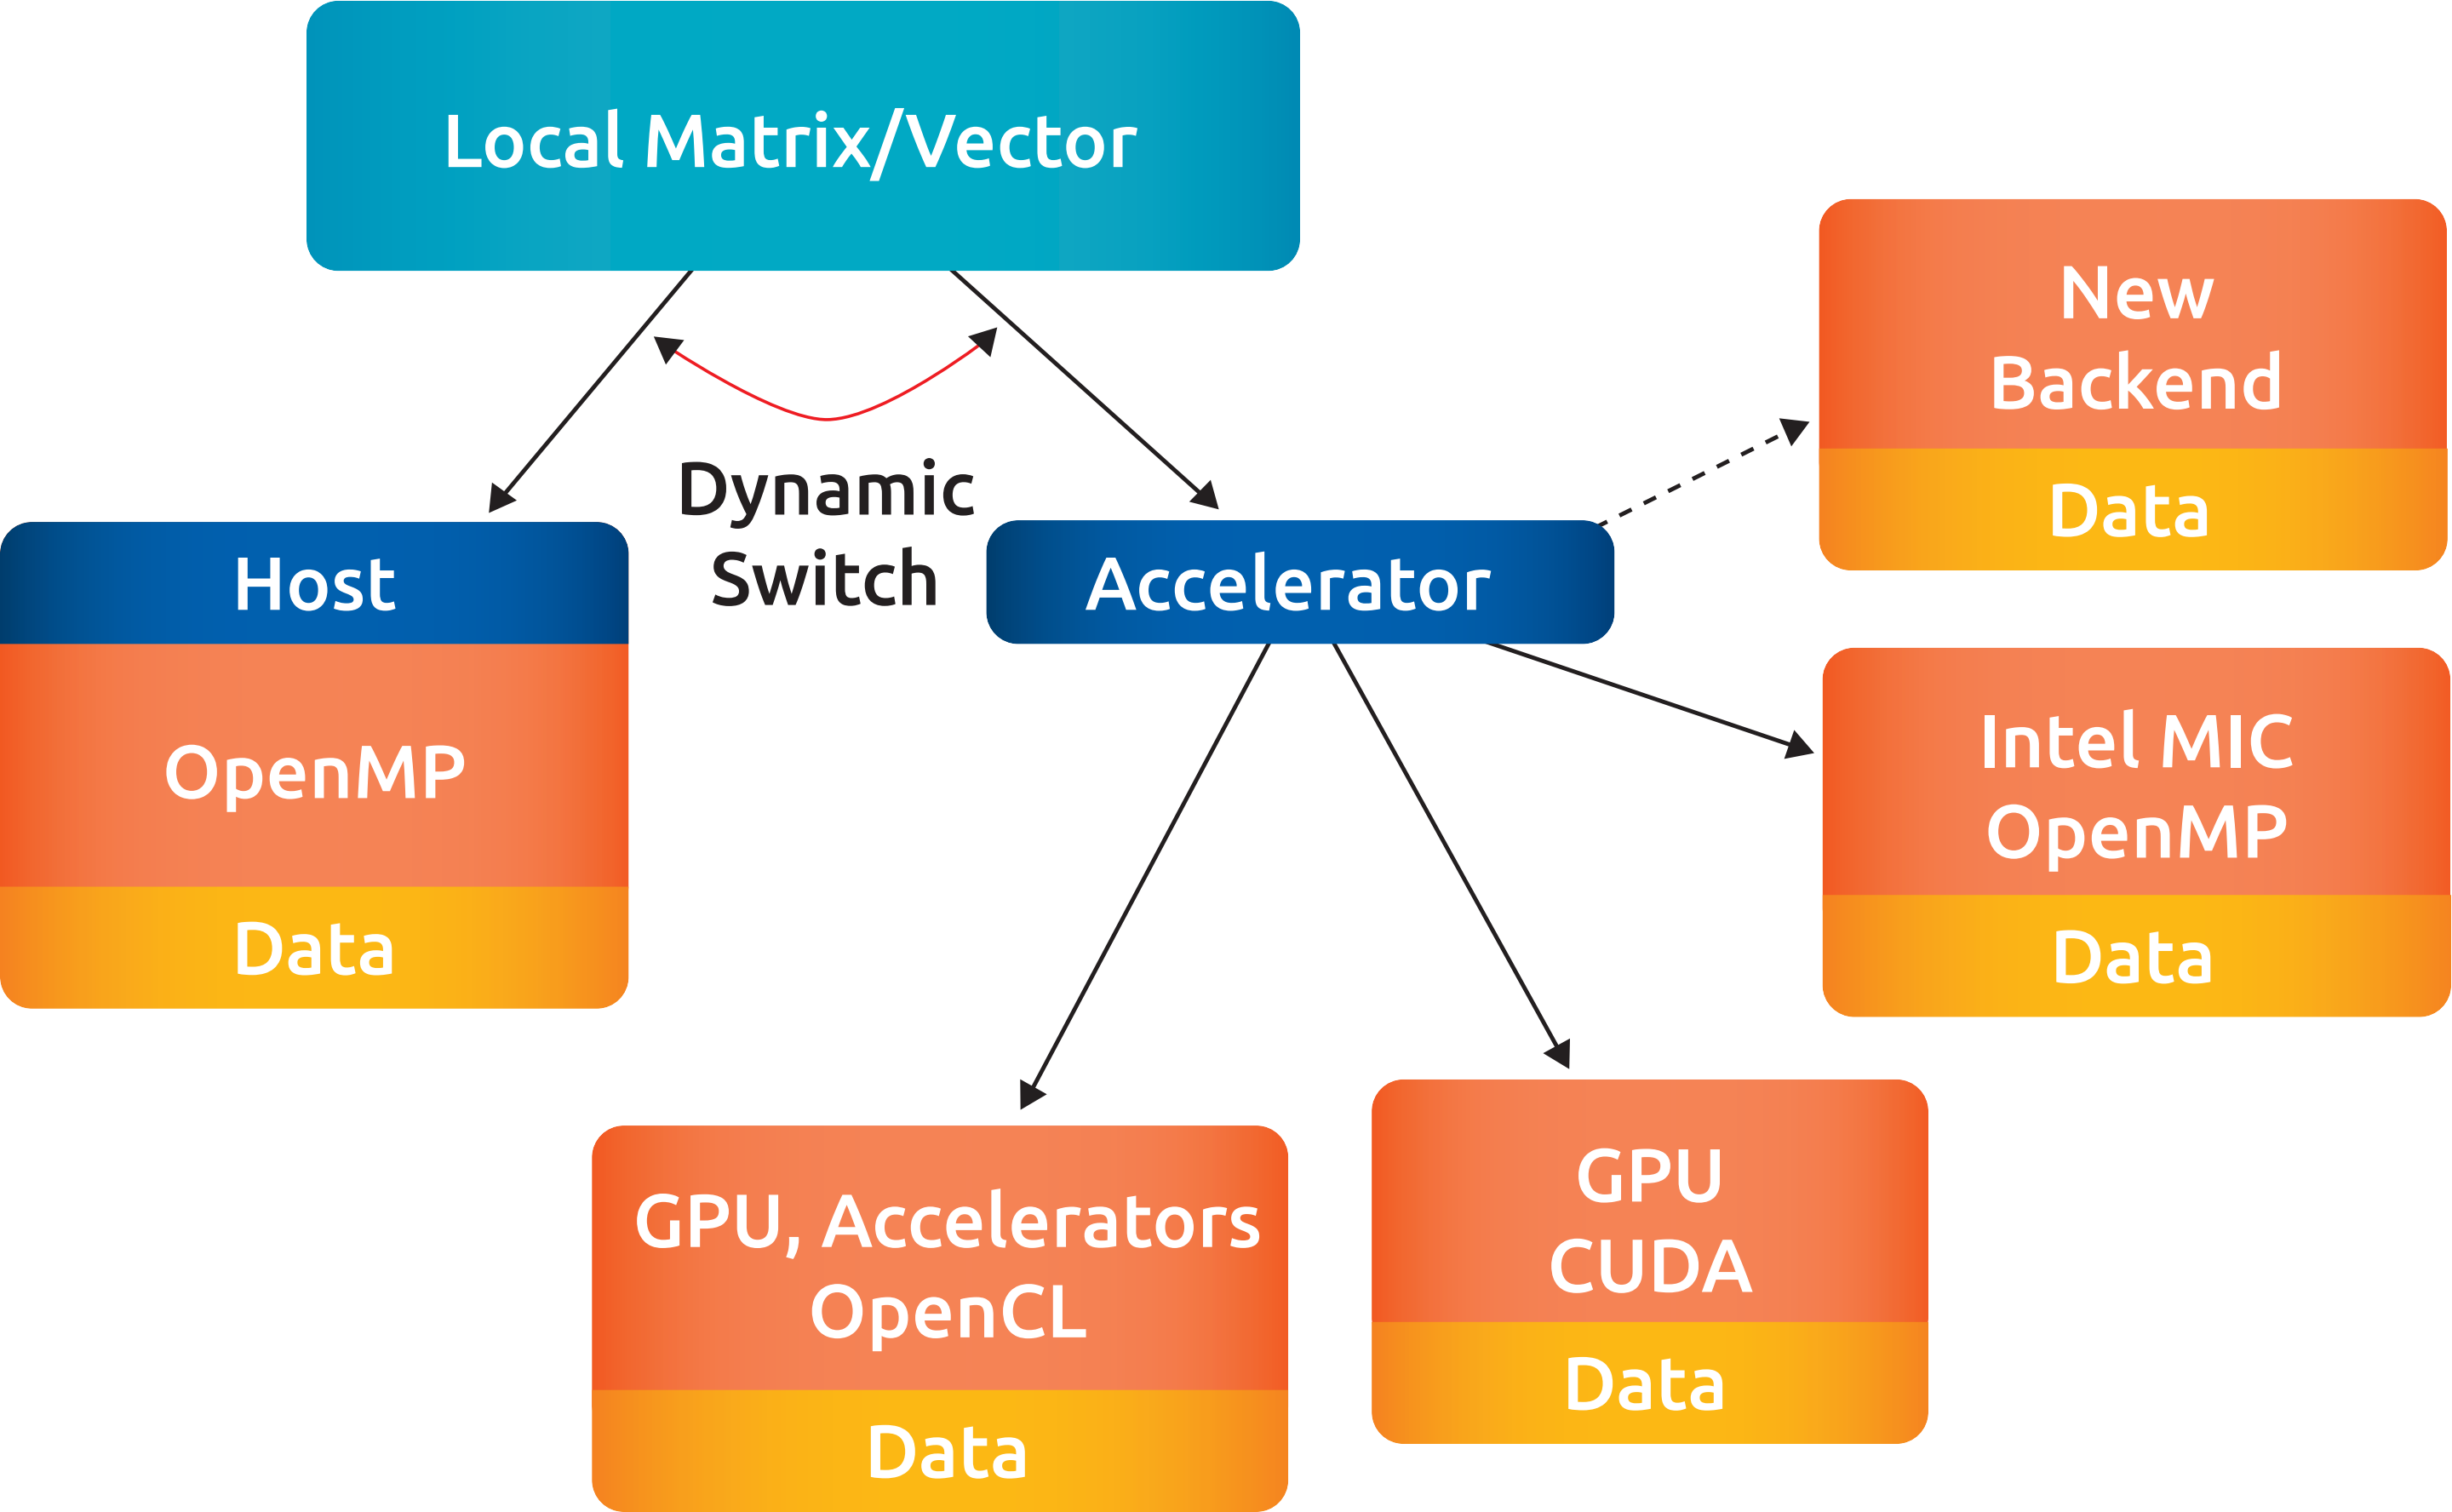 Local Matrix/Vector
Dynamic
Switch
Host
OpenMP
Data
Accelerator
New
Backend
Data
Intel MIC
OpenMP
Data
GPU, Accelerators
OpenCL
Data
GPU
CUDA
Data